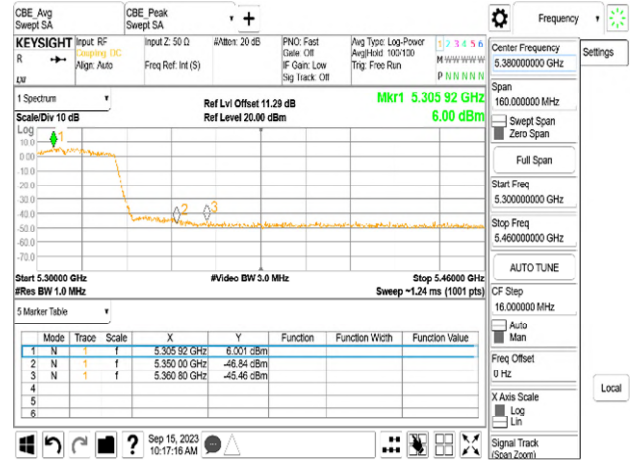 CBE_Avg
Swept SA
CBE_Peak
Swept SA
Frequency
KEYSIGHT
R
Input: RF
Coupling: DC
Align: Auto
Input Z: 50 Ω
Freq Ref: Int (S)
#Atten: 20 dB
PNO: Fast
Gate: Off
IF Gain: Low
Sig Track: Off
Avg Type: Log-Power
Avg|Hold: 100/100
Trig: Free Run
1 2 3 4 5 6
M W W W W W
P N N N N N
Center Frequency
5.380000000 GHz
Settings
Span
160.000000 MHz
Swept Span
Zero Span
Full Span
Start Freq
5.300000000 GHz
Stop Freq
5.460000000 GHz
AUTO TUNE
CF Step
16.000000 MHz
Auto
Man
Freq Offset
0 Hz
X Axis Scale
Log
Lin
Signal Track
(Span Zoom)
Local
1 Spectrum
Scale/Div 10 dB
Ref Lvl Offset 11.29 dB
Ref Level 20.00 dBm
Mkr1 5.305 92 GHz
6.00 dBm
Log
10.0
0.00
-10.0
-20.0
-30.0
-40.0
-50.0
-60.0
-70.0
1
2
3
Start 5.30000 GHz
#Res BW 1.0 MHz
#Video BW 3.0 MHz
Stop 5.46000 GHz
Sweep ~1.24 ms (1001 pts)
5 Marker Table
Mode Trace Scale X Y Function Function Width Function Value
1 N 1 f 5.305 92 GHz 6.001 dBm
2 N 1 f 5.350 00 GHz -46.84 dBm
3 N 1 f 5.360 80 GHz -45.46 dBm
4
5
6
?
Sep 15, 2023
10:17:16 AM